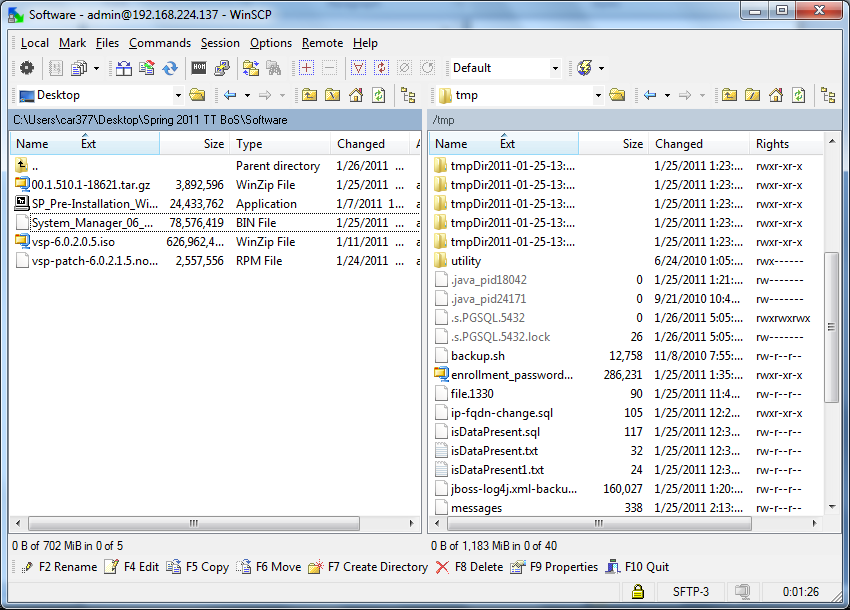 Software - admin@192.168.224.137 - WinSCP
Local Mark Files Commands Session Options Remote Help
Default
Desktop tmp
C:\Users\car377\Desktop\Spring 2011 TT BoS\Software
Name Ext Size Type Changed A
.. Parent directory 1/26/2011 ...
00.1.510.1-18621.tar.gz 3,892,596 WinZip File 1/25/2011 ... a
SP_Pre-Installation_Wi... 24,433,762 Application 1/7/2011 1... a
System_Manager_06_... 78,576,419 BIN File 1/25/2011 ... a
vsp-6.0.2.0.5.iso 626,962,4... WinZip File 1/11/2011 ... a
vsp-patch-6.0.2.1.5.no... 2,557,556 RPM File 1/24/2011 ... a
0 B of 702 MiB in 0 of 5
/tmp
Name Ext Size Changed Rights
tmpDir2011-01-25-13:... 1/25/2011 1:23:... rwxr-xr-x
tmpDir2011-01-25-13:... 1/25/2011 1:23:... rwxr-xr-x
tmpDir2011-01-25-13:... 1/25/2011 1:23:... rwxr-xr-x
tmpDir2011-01-25-13:... 1/25/2011 1:23:... rwxr-xr-x
tmpDir2011-01-25-13:... 1/25/2011 1:23:... rwxr-xr-x
utility 6/24/2010 1:05:... rwx------
.java_pid18042 0 1/25/2011 1:21:... rw-------
.java_pid24171 0 9/21/2010 10:4... rw-------
.s.PGSQL.5432 0 1/26/2011 5:05:... rwxrwxrwx
.s.PGSQL.5432.lock 26 1/26/2011 5:05:... rw-------
backup.sh 12,758 11/8/2010 7:55:... rw-r--r--
enrollment_password... 286,231 1/25/2011 1:35:... rwxr-xr-x
file.1330 90 1/25/2011 11:4... rw-r--r--
ip-fqdn-change.sql 105 1/25/2011 12:2... rwxr-xr-x
isDataPresent.sql 117 1/25/2011 12:3... rw-r--r--
isDataPresent.txt 32 1/25/2011 12:3... rw-r--r--
isDataPresent1.txt 24 1/25/2011 12:3... rw-r--r--
jboss-log4j.xml-backu... 160,027 1/25/2011 1:20:... rw-r--r--
messages 338 1/25/2011 2:13:... rw-r--r--
0 B of 1,183 MiB in 0 of 40
F2 Rename F4 Edit F5 Copy F6 Move F7 Create Directory F8 Delete F9 Properties F10 Quit
SFTP-3 0:01:26